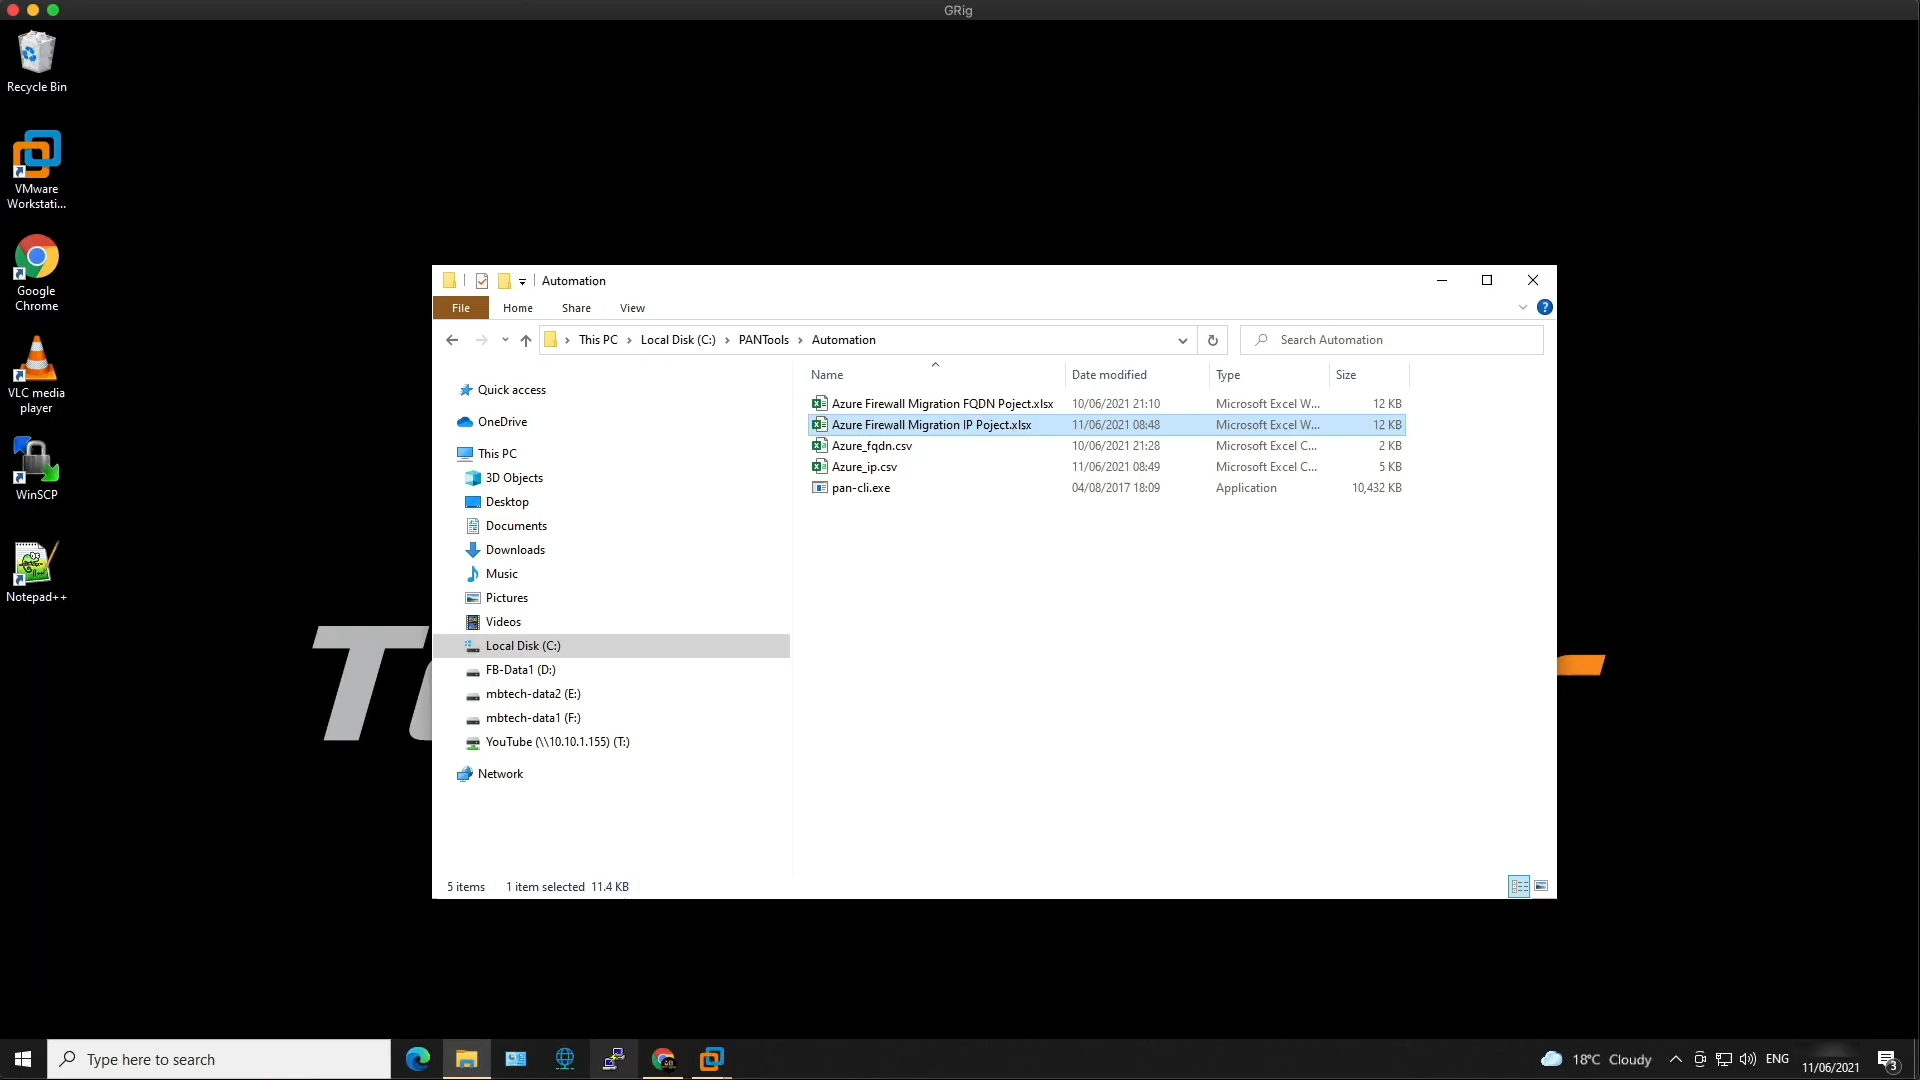 GRig
Recycle Bin
VMware
Workstati...
Google
Chrome
VLC media
player
WinSCP
Notepad++
Automation
File Home Share View
This PC › Local Disk (C:) › PANTools › Automation
Search Automation
Quick access
OneDrive
This PC
3D Objects
Desktop
Documents
Downloads
Music
Pictures
Videos
Local Disk (C:)
FB-Data1 (D:)
mbtech-data2 (E:)
mbtech-data1 (F:)
YouTube (\\10.10.1.155) (T:)
Network
Name Date modified Type Size
Azure Firewall Migration FQDN Poject.xlsx 10/06/2021 21:10 Microsoft Excel W... 12 KB
Azure Firewall Migration IP Poject.xlsx 11/06/2021 08:48 Microsoft Excel W... 12 KB
Azure_fqdn.csv 10/06/2021 21:28 Microsoft Excel C... 2 KB
Azure_ip.csv 11/06/2021 08:49 Microsoft Excel C... 5 KB
pan-cli.exe 04/08/2017 18:09 Application 10,432 KB
5 items 1 item selected 11.4 KB
Type here to search
18°C Cloudy
ENG
11/06/2021
3